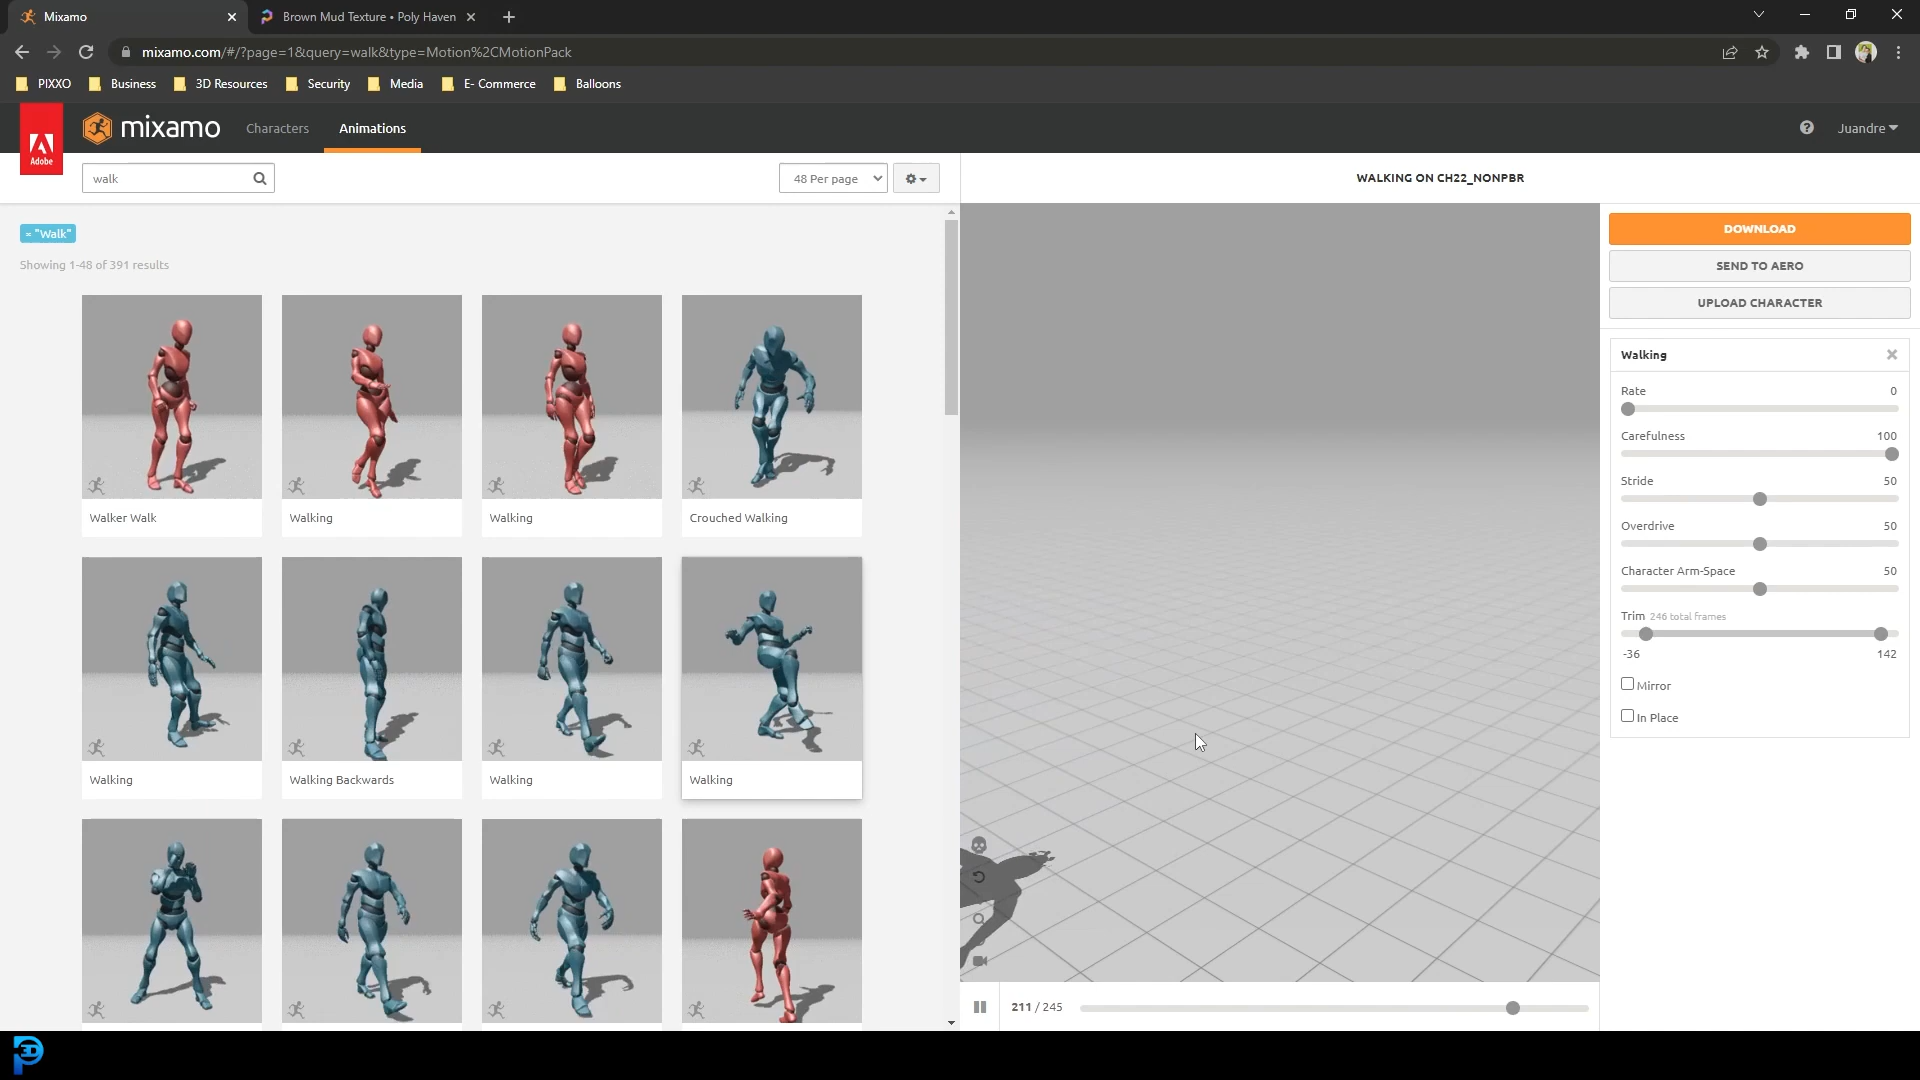 Mixamo
Brown Mud Texture • Poly Haven
mixamo.com/#/?page=1&query=walk&type=Motion%2CMotionPack
PIXXO
Business
3D Resources
Security
Media
E- Commerce
Balloons
Adobe
mixamo
Characters
Animations
Juandre
walk
48 Per page
WALKING ON CH22_NONPBR
× "Walk"
Showing 1-48 of 391 results
DOWNLOAD
SEND TO AERO
UPLOAD CHARACTER
Walker Walk
Walking
Walking
Crouched Walking
Walking
Walking Backwards
Walking
Walking
Walking
Rate 0
Carefulness 100
Stride 50
Overdrive 50
Character Arm-Space 50
Trim 246 total frames
-36 142
Mirror
In Place
211 / 245
P3D